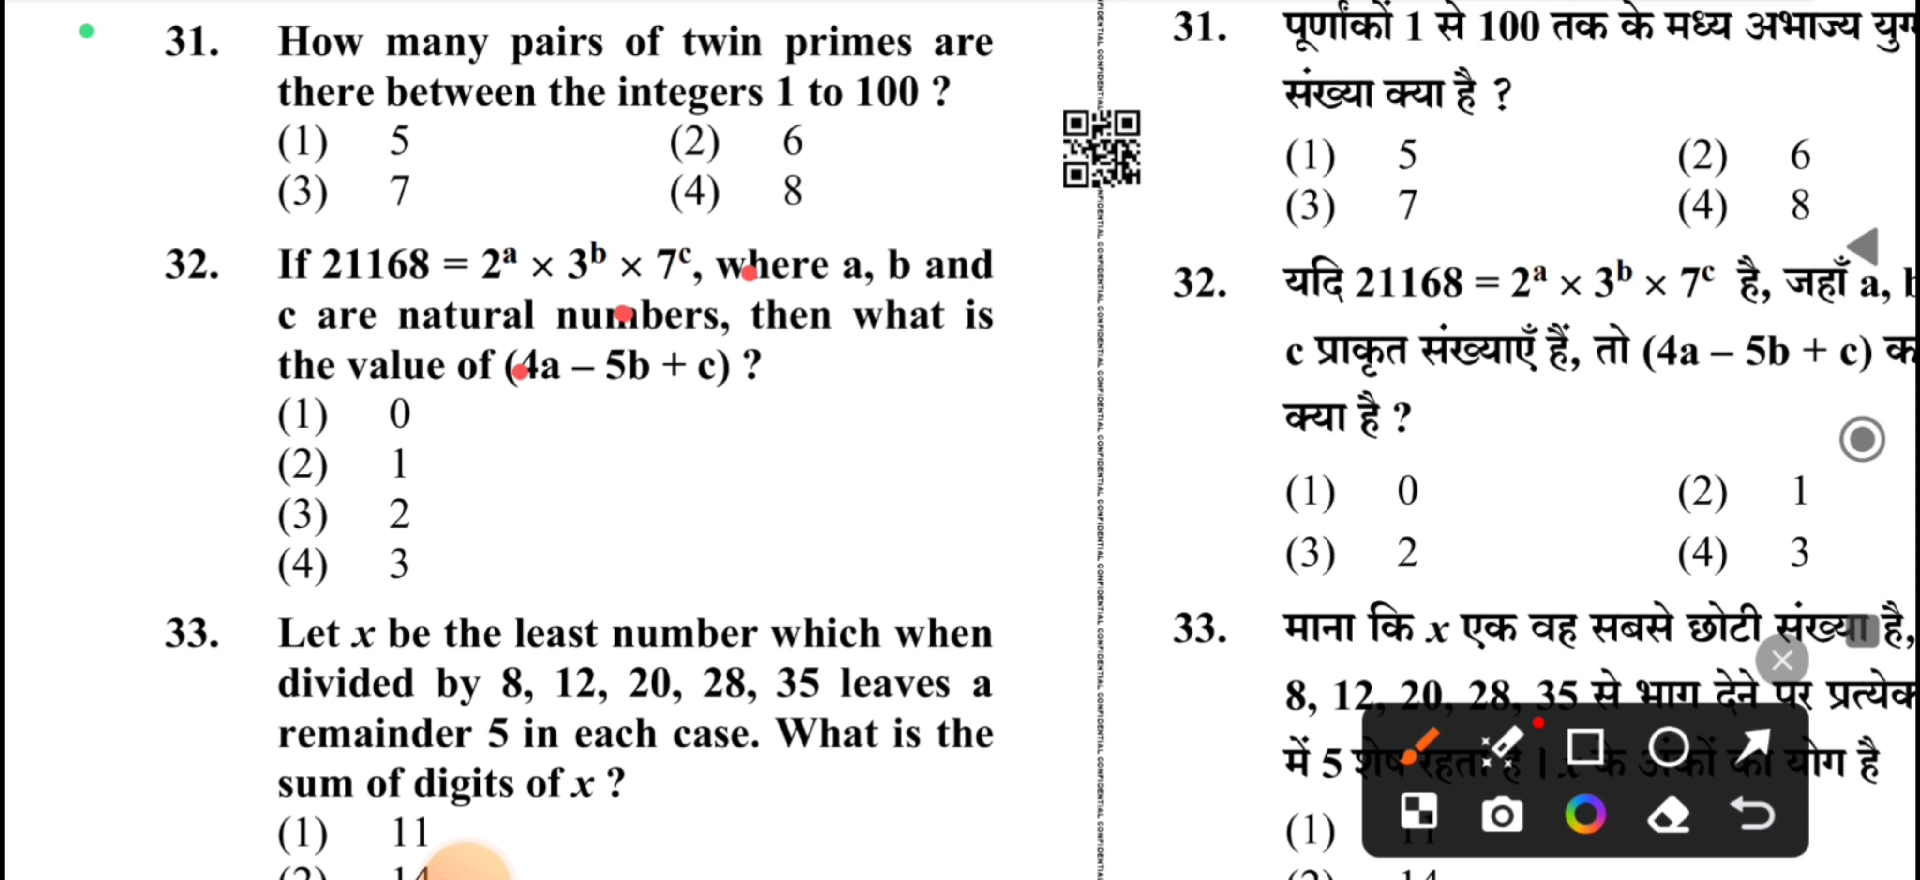 31. How many pairs of twin primes are
there between the integers 1 to 100 ?
(1) 5 (2) 6
(3) 7 (4) 8
32. If 21168 = 2ᵃ × 3ᵇ × 7ᶜ, where a, b and
c are natural numbers, then what is
the value of (4a – 5b + c) ?
(1) 0
(2) 1
(3) 2
(4) 3
33. Let x be the least number which when
divided by 8, 12, 20, 28, 35 leaves a
remainder 5 in each case. What is the
sum of digits of x ?
(1) 11
CONFIDENTIAL CONFIDENTIAL CONFIDENTIAL
31. पूर्णांकों 1 से 100 तक के मध्य अभाज्य
संख्या क्या है ?
(1) 5 (2) 6
(3) 7 (4) 8
32. यदि 21168 = 2ᵃ × 3ᵇ × 7ᶜ है, जहाँ a,
c प्राकृत संख्याएँ हैं, तो (4a – 5b + c)
क्या है ?
(1) 0 (2) 1
(3) 2 (4) 3
33. माना कि x एक वह सबसे छोटी संख्या है,
8, 12, 20, 28, 35 से भाग देने पर
में 5 शेष रहता है । x के अंकों का योग है
(1) 11